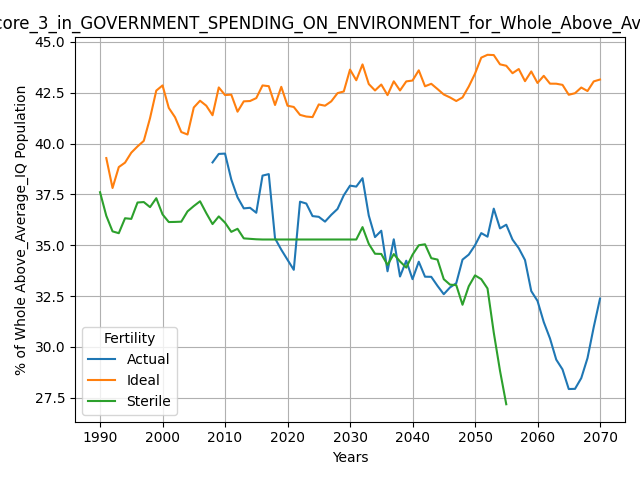 core_3_in_GOVERNMENT_SPENDING_ON_ENVIRONMENT_for_Whole_Above_Av
% of Whole Above_Average_IQ Population
45.0
42.5
40.0
37.5
35.0
32.5
30.0
27.5
Fertility
Actual
Ideal
Sterile
1990 2000 2010 2020 2030 2040 2050 2060 2070
Years